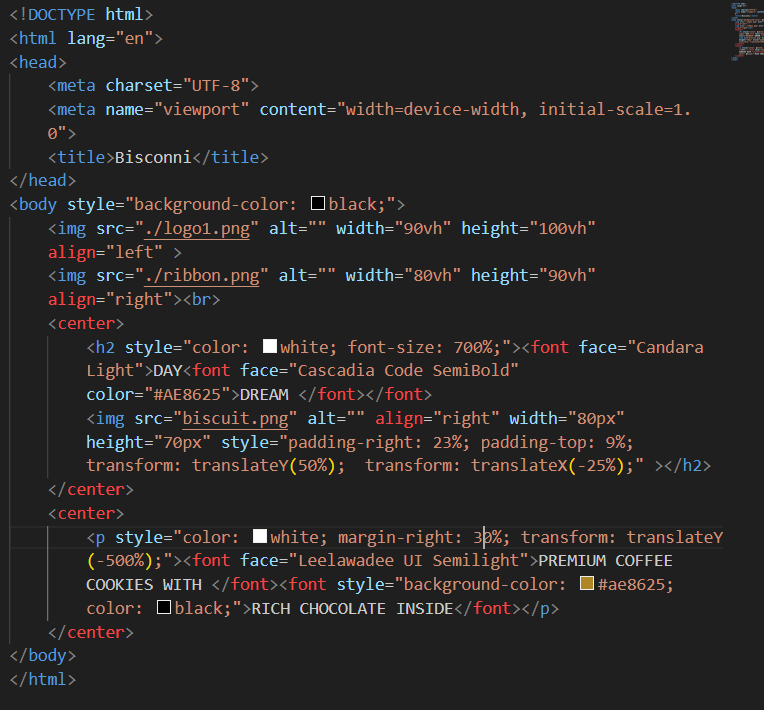 <!DOCTYPE html>
<html lang="en">
<head>
    <meta charset="UTF-8">
    <meta name="viewport" content="width=device-width, initial-scale=1.
    0">
    <title>Bisconni</title>
</head>
<body style="background-color: black;">
    <img src="./logo1.png" alt="" width="90vh" height="100vh"
    align="left" >
    <img src="./ribbon.png" alt="" width="80vh" height="90vh"
    align="right"><br>
    <center>
        <h2 style="color: white; font-size: 700%;"><font face="Candara
        Light">DAY<font face="Cascadia Code SemiBold"
        color="#AE8625">DREAM </font></font>
        <img src="biscuit.png" alt="" align="right" width="80px"
        height="70px" style="padding-right: 23%; padding-top: 9%;
        transform: translateY(50%);  transform: translateX(-25%);" ></h2>
    </center>
    <center>
        <p style="color: white; margin-right: 30%; transform: translateY
        (-500%);"><font face="Leelawadee UI Semilight">PREMIUM COFFEE
        COOKIES WITH </font><font style="background-color: #ae8625;
        color: black;">RICH CHOCOLATE INSIDE</font></p>
    </center>
</body>
</html>